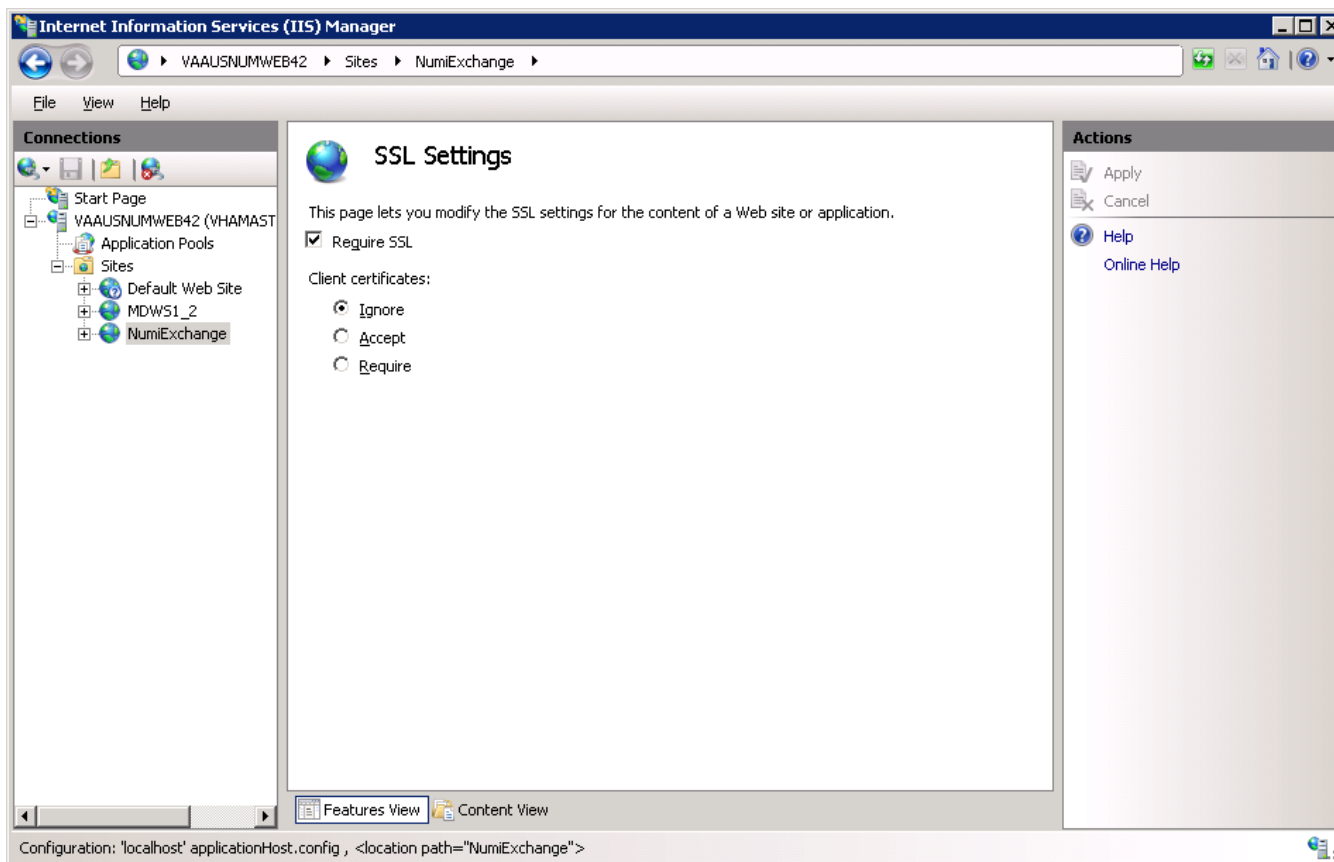 Internet Information Services (IIS) Manager
VAAUSNUMWEB42 Sites NumiExchange
File View Help
Connections
Start Page
VAAUSNUMWEB42 (VHAMAST
Application Pools
Sites
Default Web Site
MDWS1_2
NumiExchange
SSL Settings
This page lets you modify the SSL settings for the content of a Web site or application.
Require SSL
Client certificates:
Ignore
Accept
Require
Features View Content View
Actions
Apply
Cancel
Help
Online Help
Configuration: 'localhost' applicationHost.config , <location path="NumiExchange">